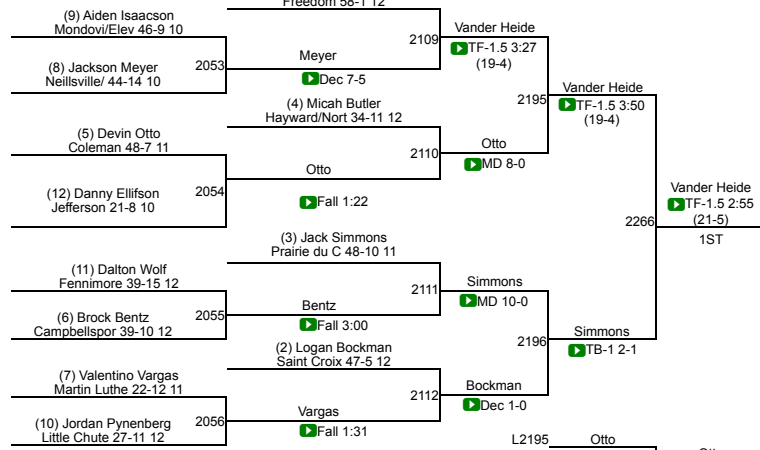 Freedom 58-1 12
(9) Aiden Isaacson
Mondovi/Elev 46-9 10
2109
Vander Heide
TF-1.5 3:27
(19-4)
(8) Jackson Meyer
Neillsville/ 44-14 10
2053
Meyer
Dec 7-5
2195
Vander Heide
TF-1.5 3:50
(19-4)
(4) Micah Butler
Hayward/Nort 34-11 12
(5) Devin Otto
Coleman 48-7 11
2110
Otto
MD 8-0
(12) Danny Ellifson
Jefferson 21-8 10
2054
Otto
Fall 1:22
2266
Vander Heide
TF-1.5 2:55
(21-5)
1ST
(3) Jack Simmons
Prairie du C 48-10 11
(11) Dalton Wolf
Fennimore 39-15 12
2111
Simmons
MD 10-0
(6) Brock Bentz
Campbellspor 39-10 12
2055
Bentz
Fall 3:00
2196
Simmons
TB-1 2-1
(2) Logan Bockman
Saint Croix 47-5 12
(7) Valentino Vargas
Martin Luthe 22-12 11
2112
Bockman
Dec 1-0
(10) Jordan Pynenberg
Little Chute 27-11 12
2056
Vargas
Fall 1:31
L2195
Otto